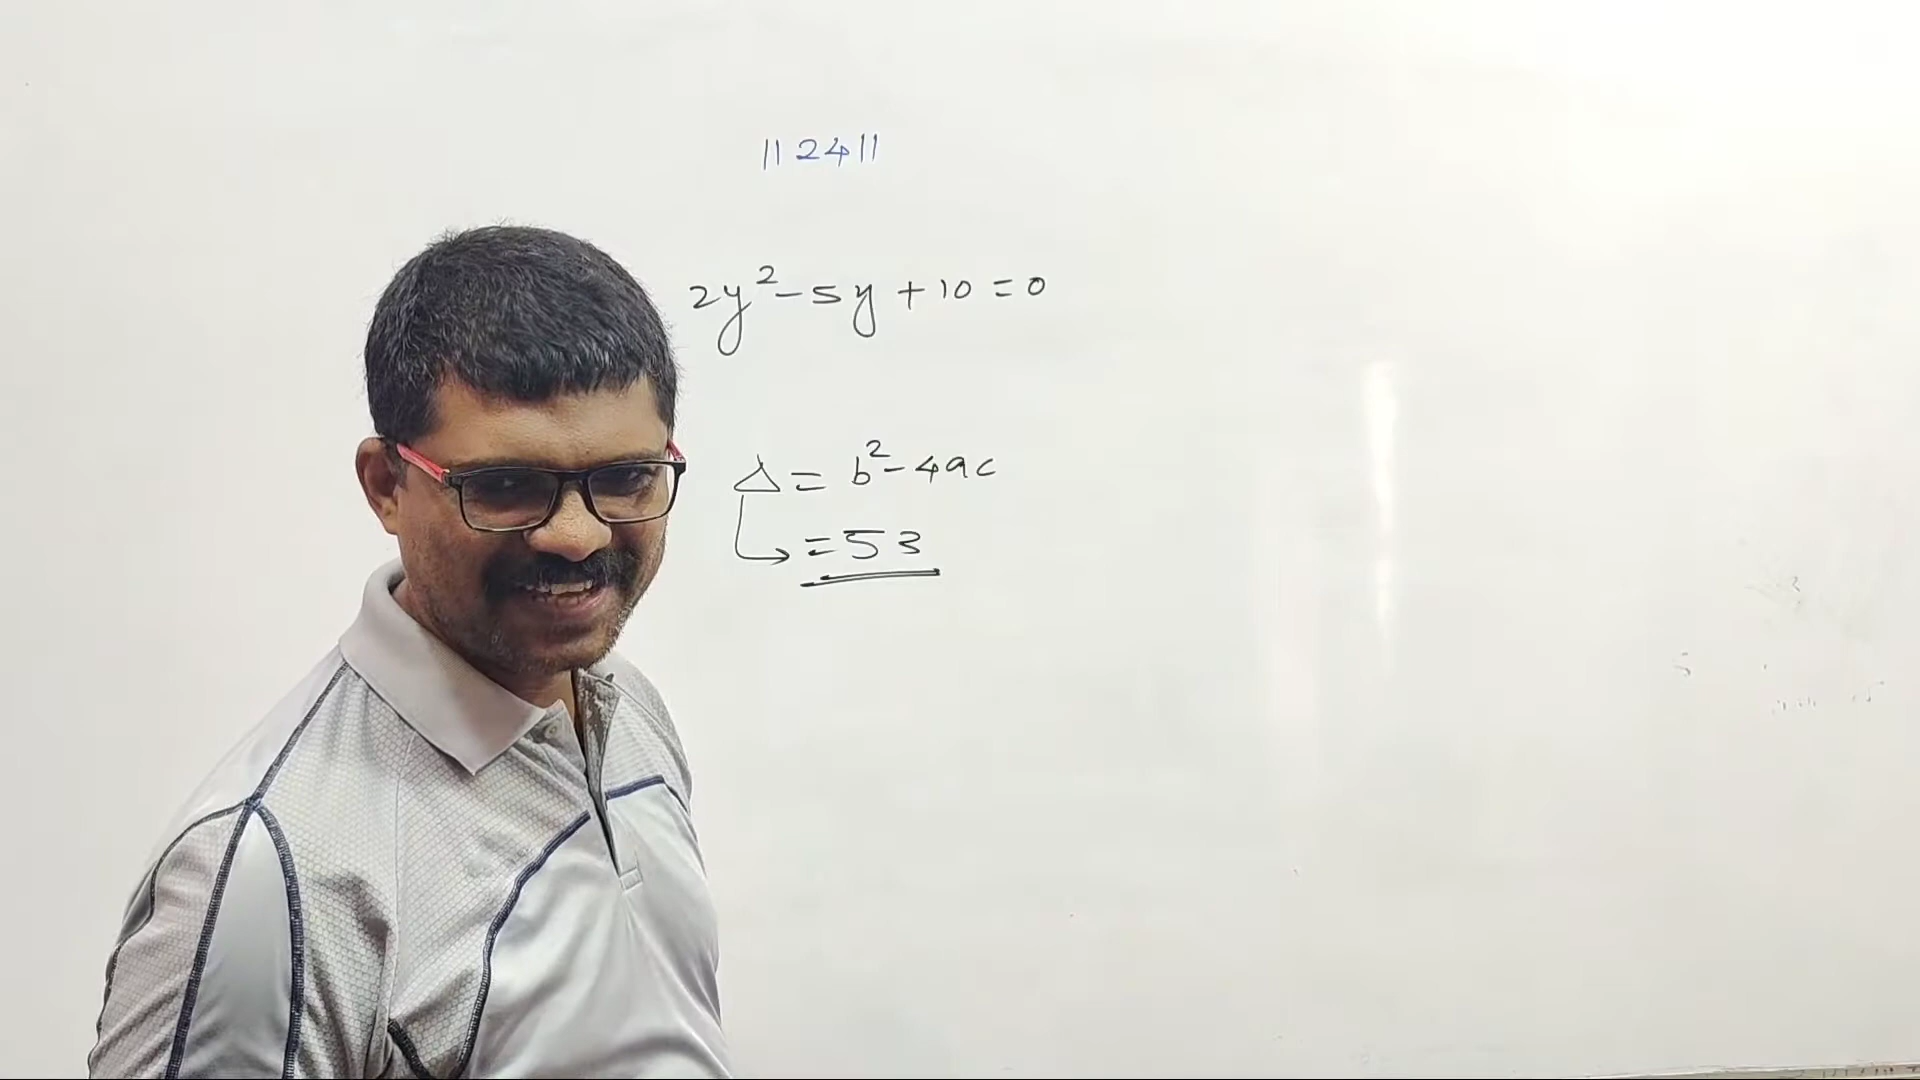 || 24 ||
2y² - 5y + 10 = 0
△ = b² - 4ac
= 53